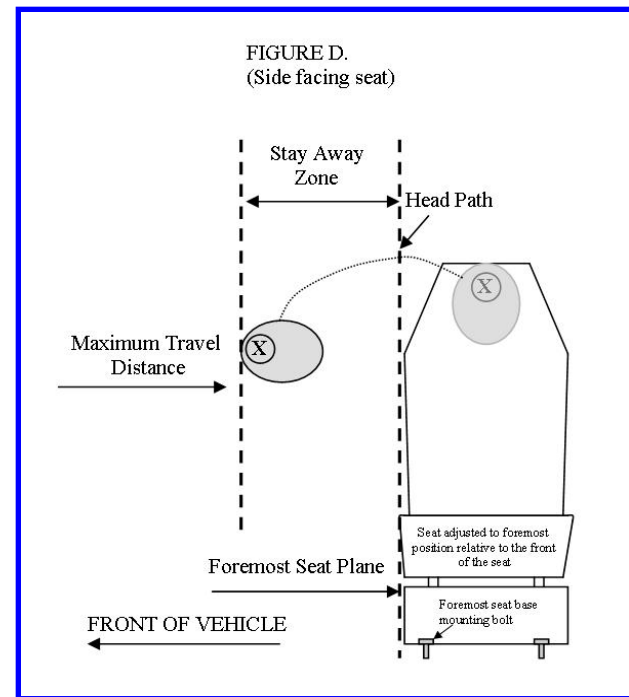 FIGURE D.
(Side facing seat)
Stay Away
Zone
Head Path
X
X
Maximum Travel
Distance
Seat adjusted to foremost
position relative to the front
of the seat
Foremost Seat Plane
Foremost seat base
mounting bolt
FRONT OF VEHICLE